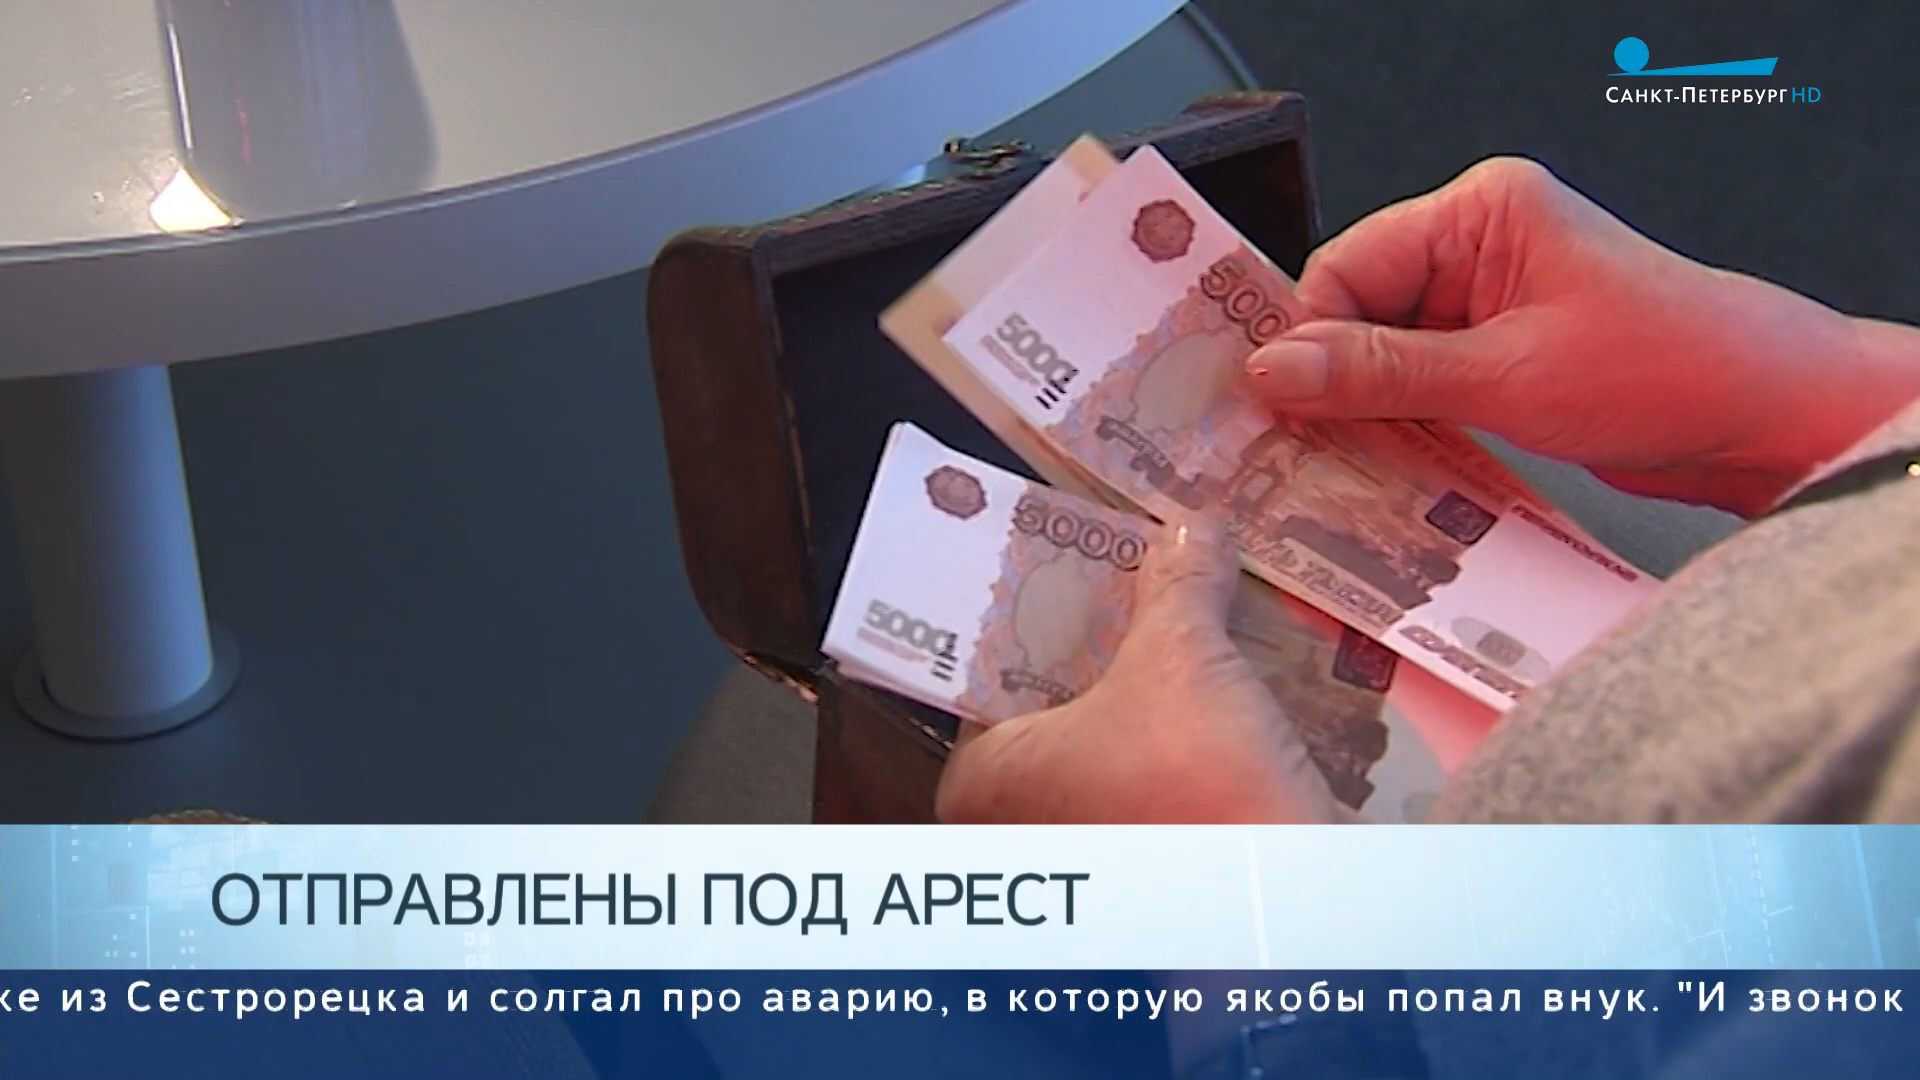 Санкт-Петербург HD
5000
5000
5000
ОТПРАВЛЕНЫ ПОД АРЕСТ
ке из Сестрорецка и солгал про аварию, в которую якобы попал внук. "И звонок